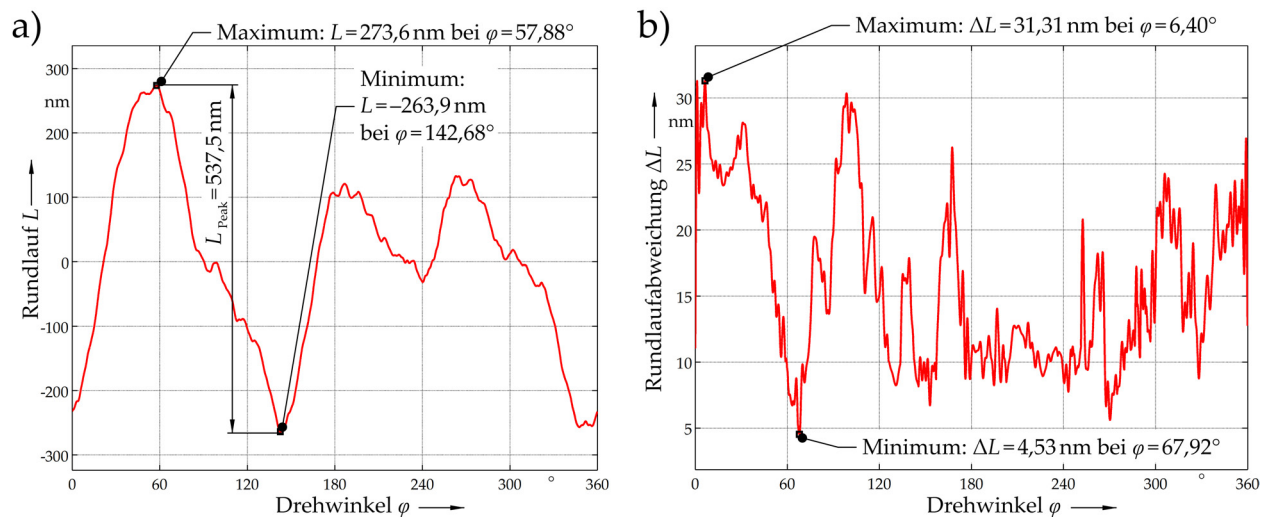 a)
Maximum: L=273,6 nm bei φ=57,88°
Minimum:
L=–263,9 nm
bei φ=142,68°
L Peak=537,5 nm
Rundlauf L
300
nm
200
100
0
-100
-200
-300
0
60
120
180
240
300
°
360
Drehwinkel φ
b)
Maximum: ΔL=31,31 nm bei φ=6,40°
Minimum: ΔL=4,53 nm bei φ=67,92°
Rundlaufabweichung ΔL
30
nm
25
20
15
10
5
0
60
120
180
240
300
°
360
Drehwinkel φ